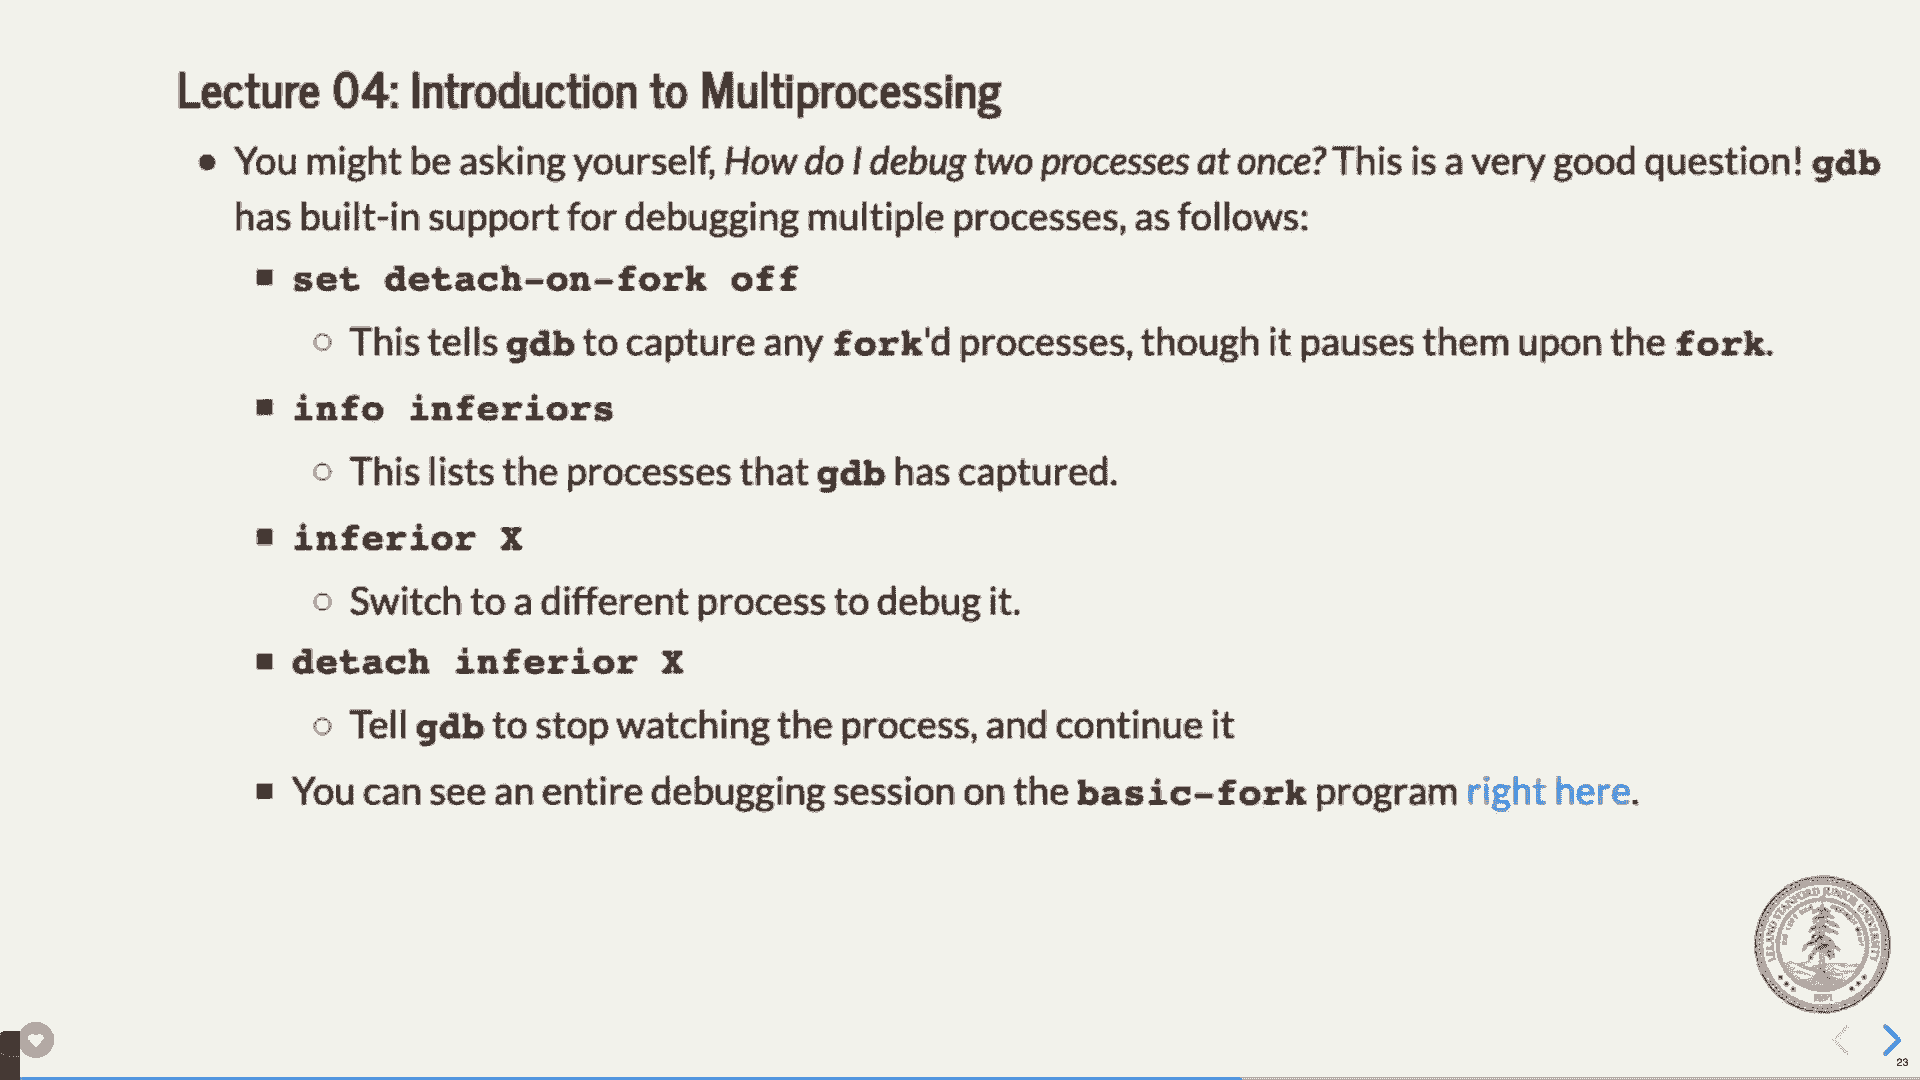 Lecture 04: Introduction to Multiprocessing
● You might be asking yourself, How do I debug two processes at once? This is a very good question! gdb
has built-in support for debugging multiple processes, as follows:
■ set detach-on-fork off
○ This tells gdb to capture any fork'd processes, though it pauses them upon the fork.
■ info inferiors
○ This lists the processes that gdb has captured.
■ inferior X
○ Switch to a different process to debug it.
■ detach inferior X
○ Tell gdb to stop watching the process, and continue it
■ You can see an entire debugging session on the basic-fork program right here.
LELAND STANFORD JUNIOR UNIVERSITY
23